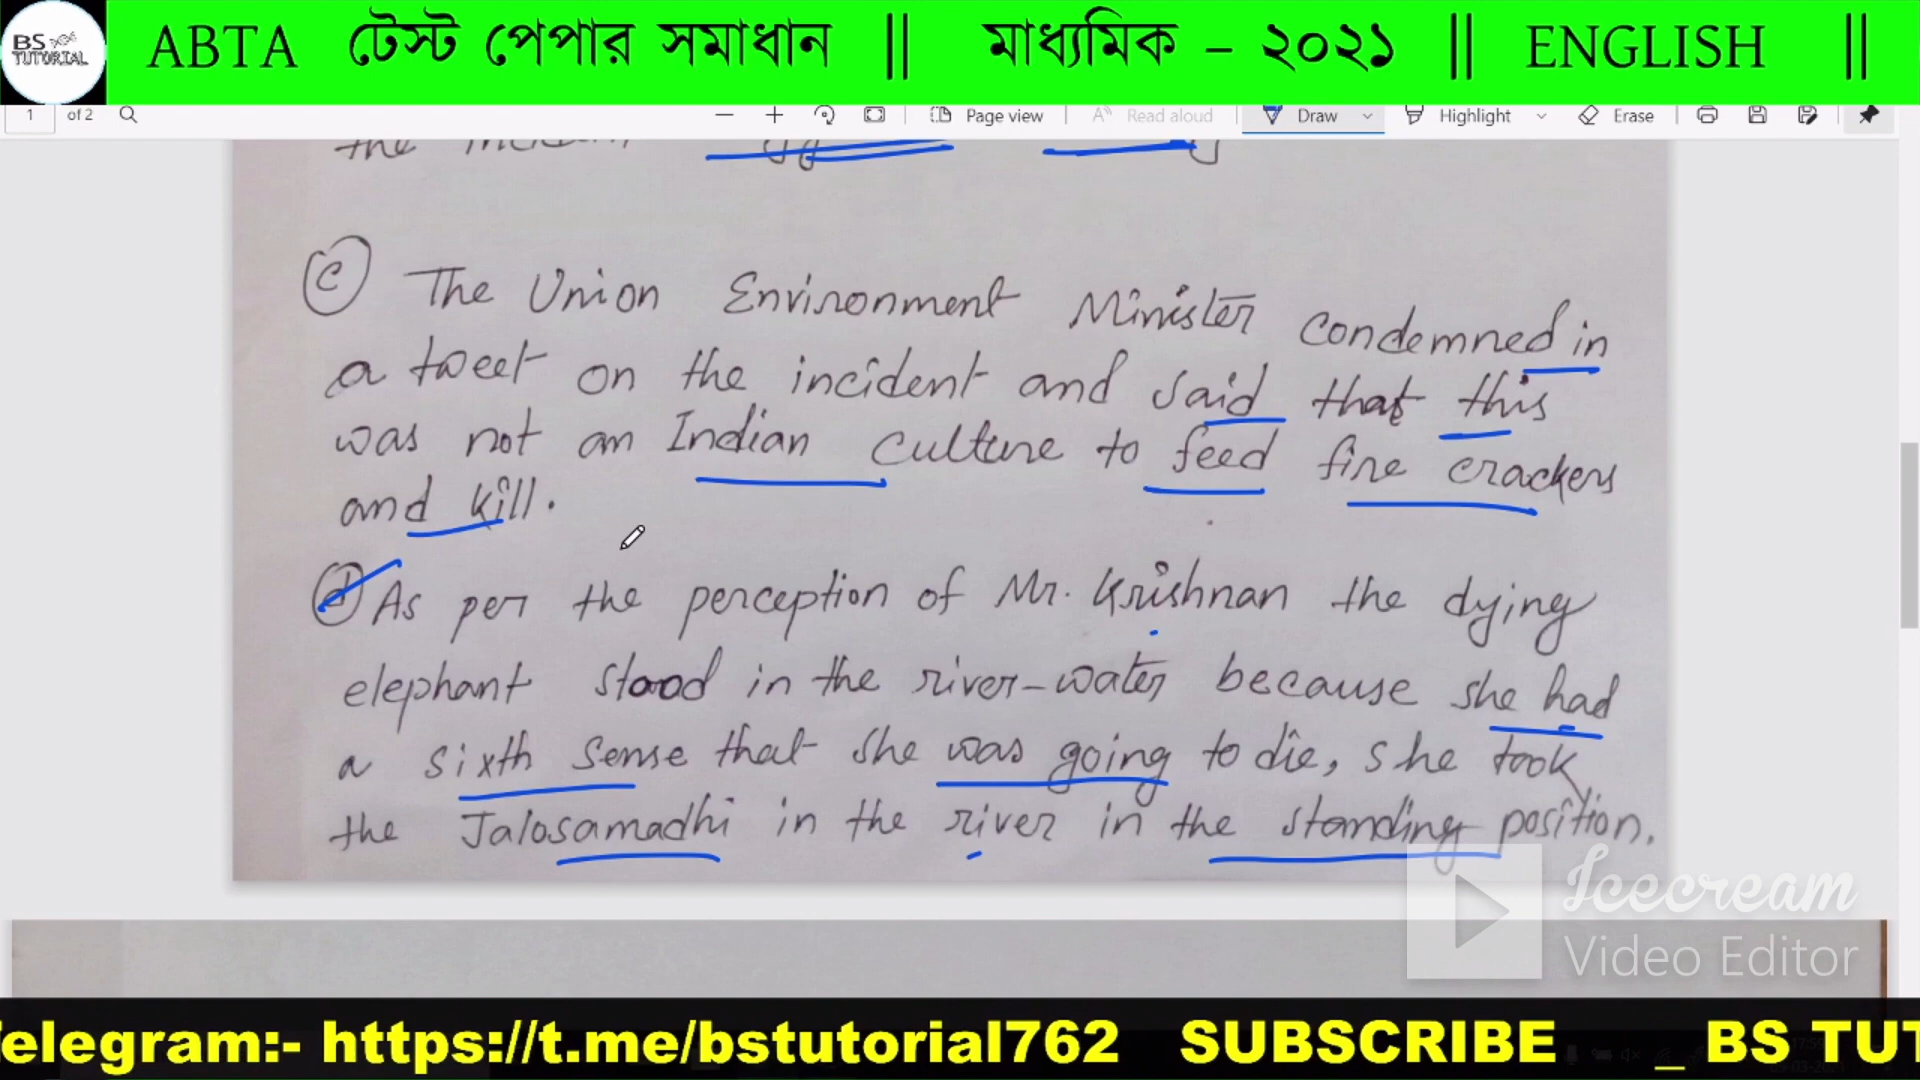 BS
TUTORIAL
ABTA টেস্ট পেপার সমাধান || মাধ্যমিক – ২০২১ || ENGLISH ||
1 of 2 Page view Read aloud Draw Highlight Erase
the incident
(c) The Union Environment Minister condemned in
a tweet on the incident and said that this
was not an Indian culture to feed fire crackers
and kill.
(d) As per the perception of Mr. Krishnan the dying
elephant stood in the river-water because she had
a sixth sense that she was going to die, she took
the Jalosamadhi in the river in the standing position.
Icecream
Video Editor
elegram:- https://t.me/bstutorial762 SUBSCRIBE _ BS TUT